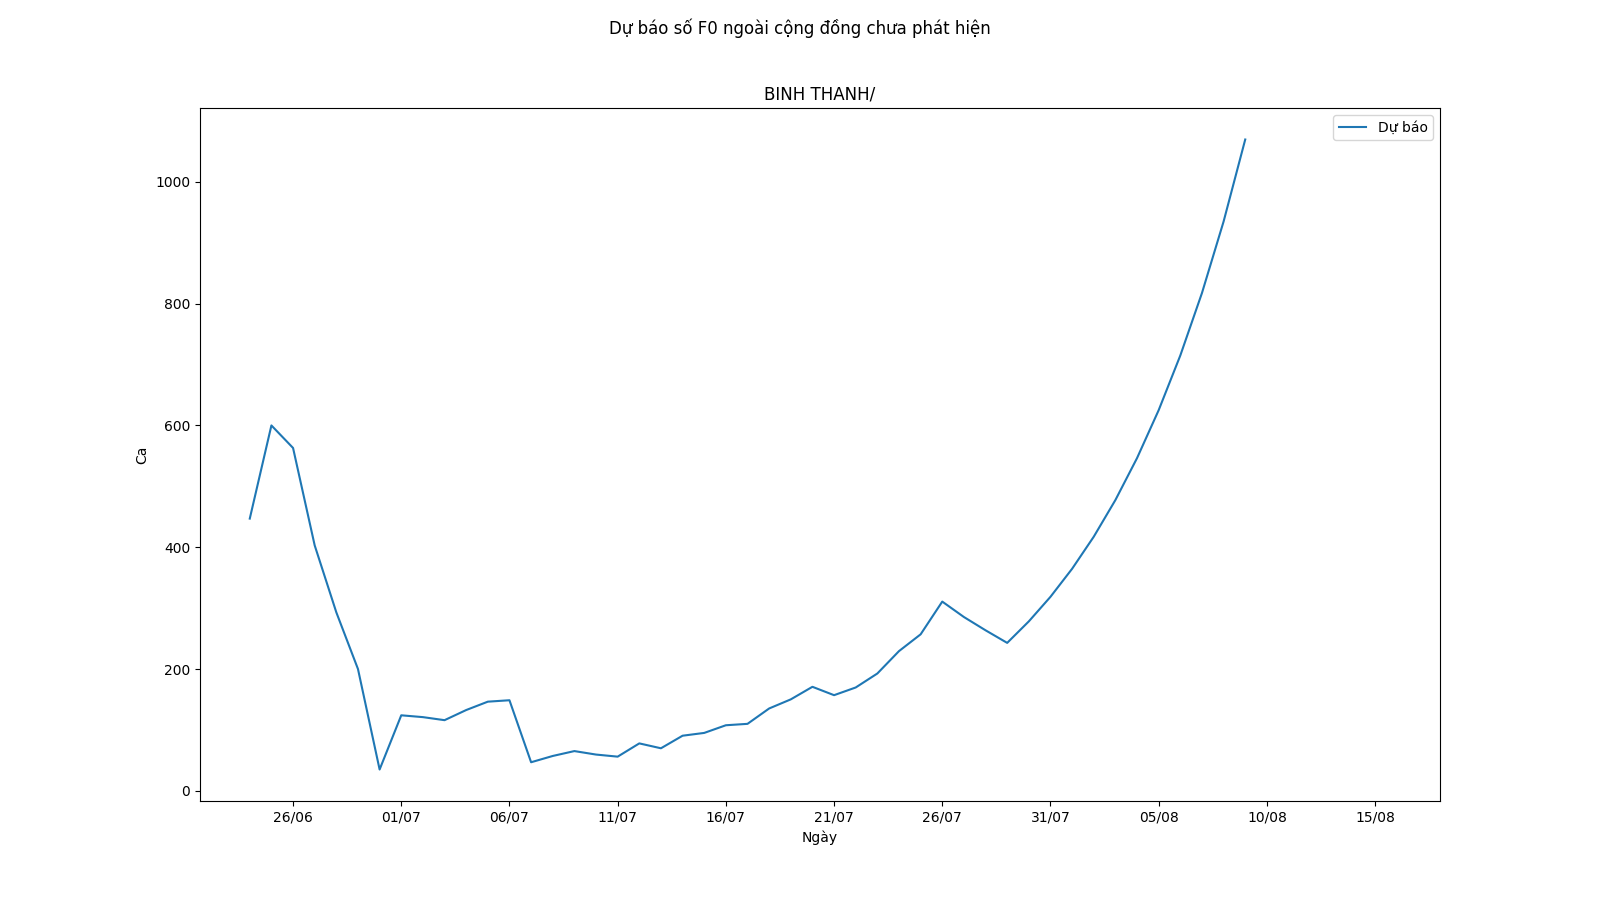 Dự báo số F0 ngoài cộng đồng chưa phát hiện
BINH THANH/
Dự báo
1000
800
600
400
200
0
Ca
26/06 01/07 06/07 11/07 16/07 21/07 26/07 31/07 05/08 10/08 15/08
Ngày